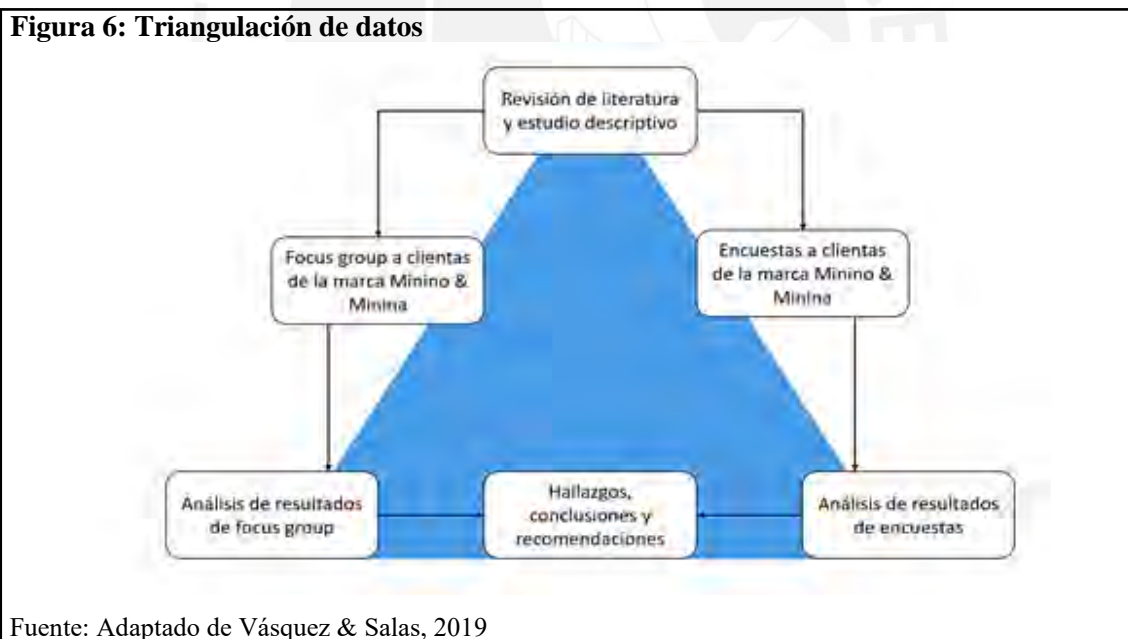 Figura 6: Triangulación de datos
Revisión de literatura
y estudio descriptivo
Focus group a clientas
de la marca Minino &
Minina
Encuestas a clientas
de la marca Minino &
Minina
Análisis de resultados
de focus group
Hallazgos,
conclusiones y
recomendaciones
Análisis de resultados
de encuestas
Fuente: Adaptado de Vásquez & Salas, 2019